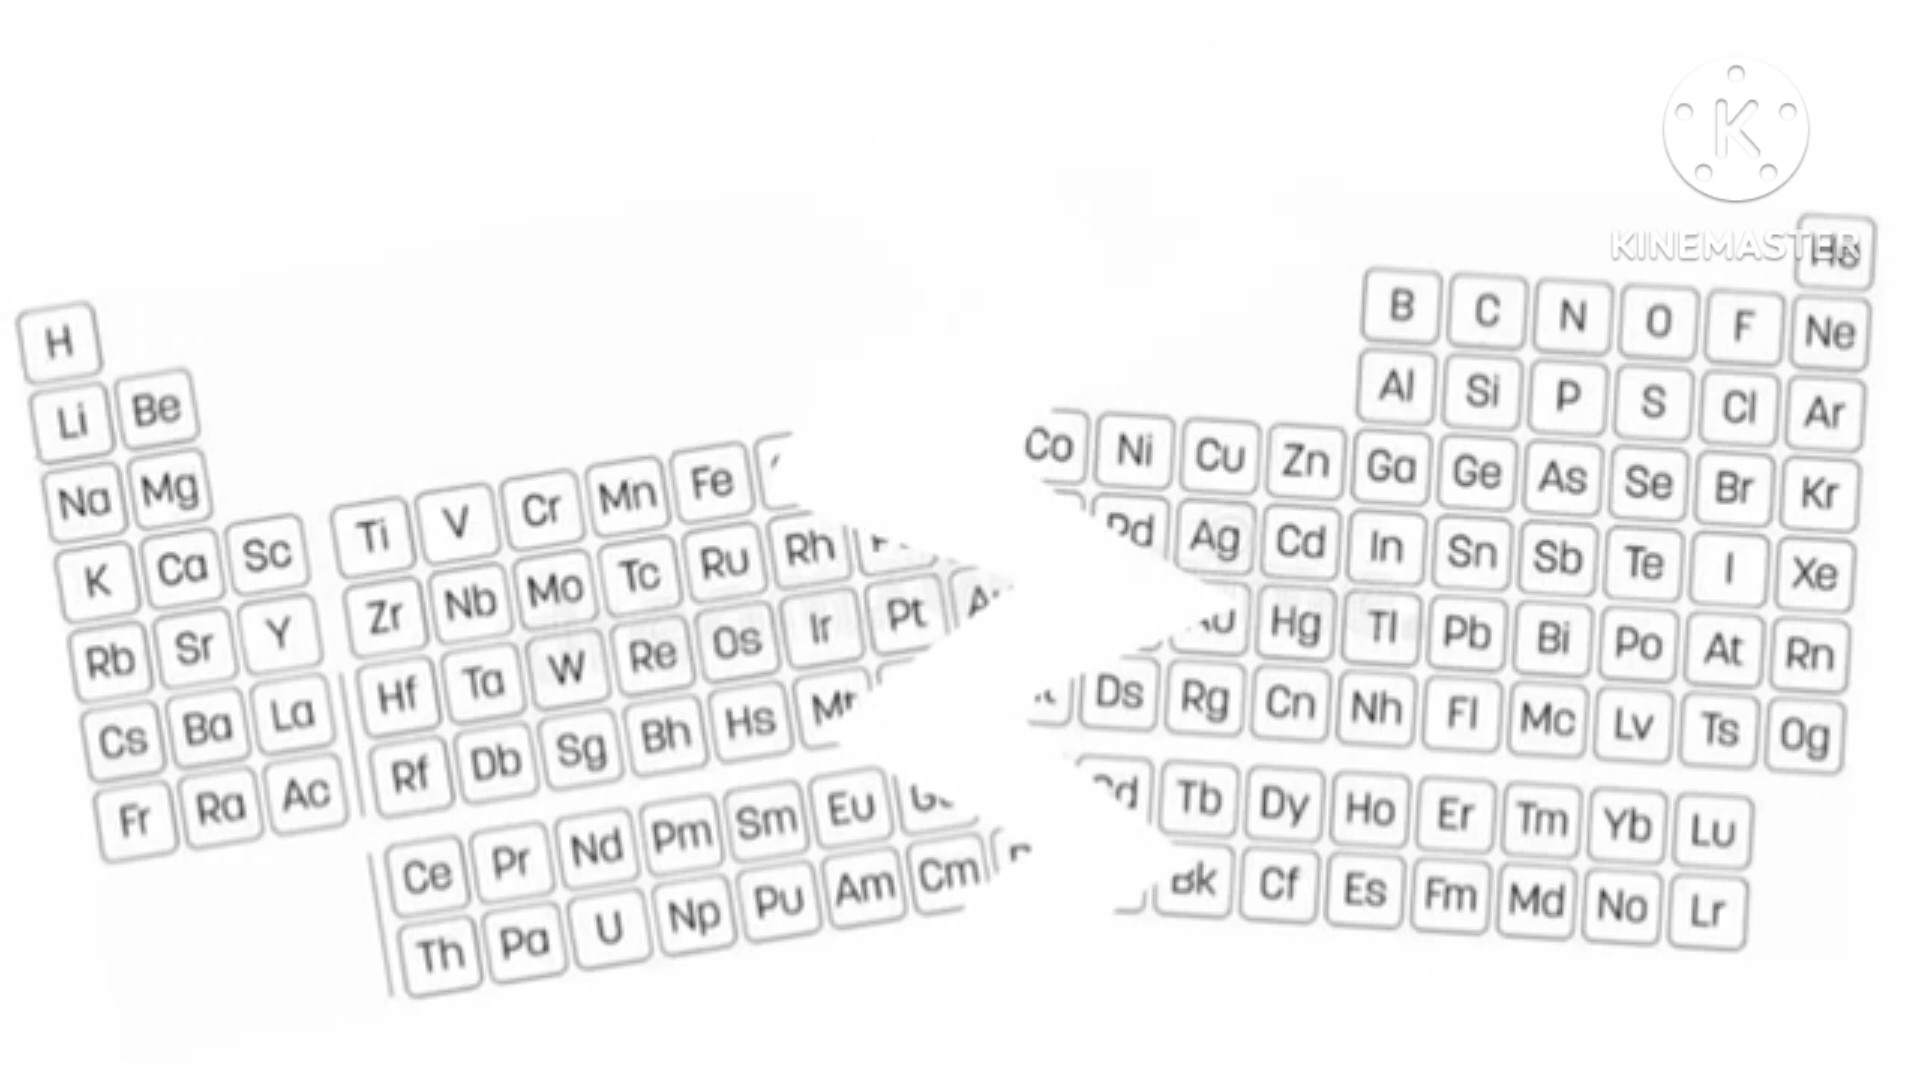 K
KINEMASTER
H
Li Be
Na Mg
K Ca Sc Ti V Cr Mn Fe
Rb Sr Y Zr Nb Mo Tc Ru Rh
Cs Ba La Hf Ta W Re Os Ir Pt
Fr Ra Ac Rf Db Sg Bh Hs
Ce Pr Nd Pm Sm Eu
Th Pa U Np Pu Am Cm
He
B C N O F Ne
Al Si P S Cl Ar
Co Ni Cu Zn Ga Ge As Se Br Kr
Pd Ag Cd In Sn Sb Te I Xe
Hg Tl Pb Bi Po At Rn
Ds Rg Cn Nh Fl Mc Lv Ts Og
Tb Dy Ho Er Tm Yb Lu
Bk Cf Es Fm Md No Lr